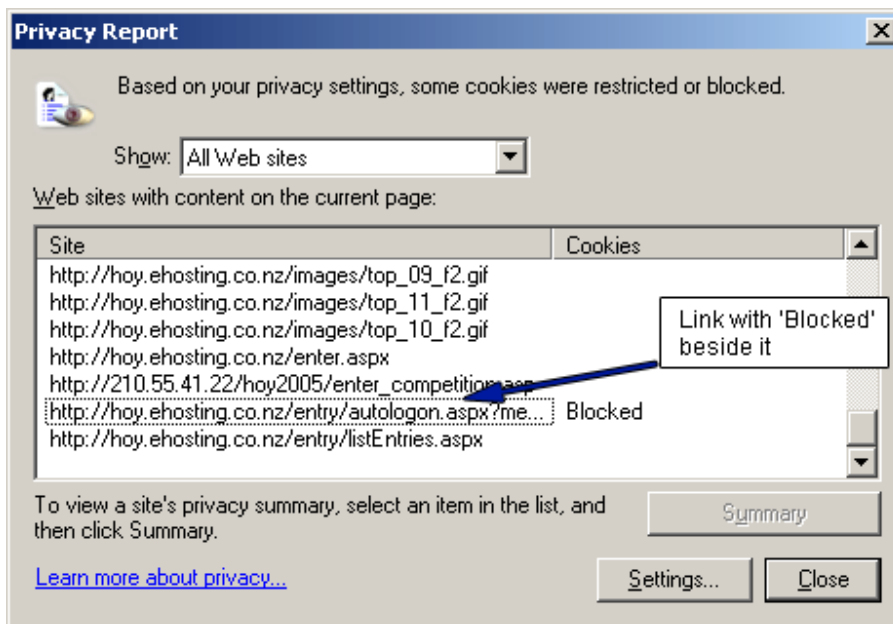 Privacy Report
Based on your privacy settings, some cookies were restricted or blocked.
Show: All Web sites
Web sites with content on the current page:
Site Cookies
http://hoy.ehosting.co.nz/images/top_09_f2.gif
http://hoy.ehosting.co.nz/images/top_11_f2.gif
http://hoy.ehosting.co.nz/images/top_10_f2.gif
Link with 'Blocked'
beside it
http://hoy.ehosting.co.nz/enter.aspx
http://210.55.41.22/hoy2005/enter_competition.asp
http://hoy.ehosting.co.nz/entry/autologon.aspx?me... Blocked
http://hoy.ehosting.co.nz/entry/listEntries.aspx
To view a site's privacy summary, select an item in the list, and
then click Summary.
Summary
Learn more about privacy...
Settings...
Close